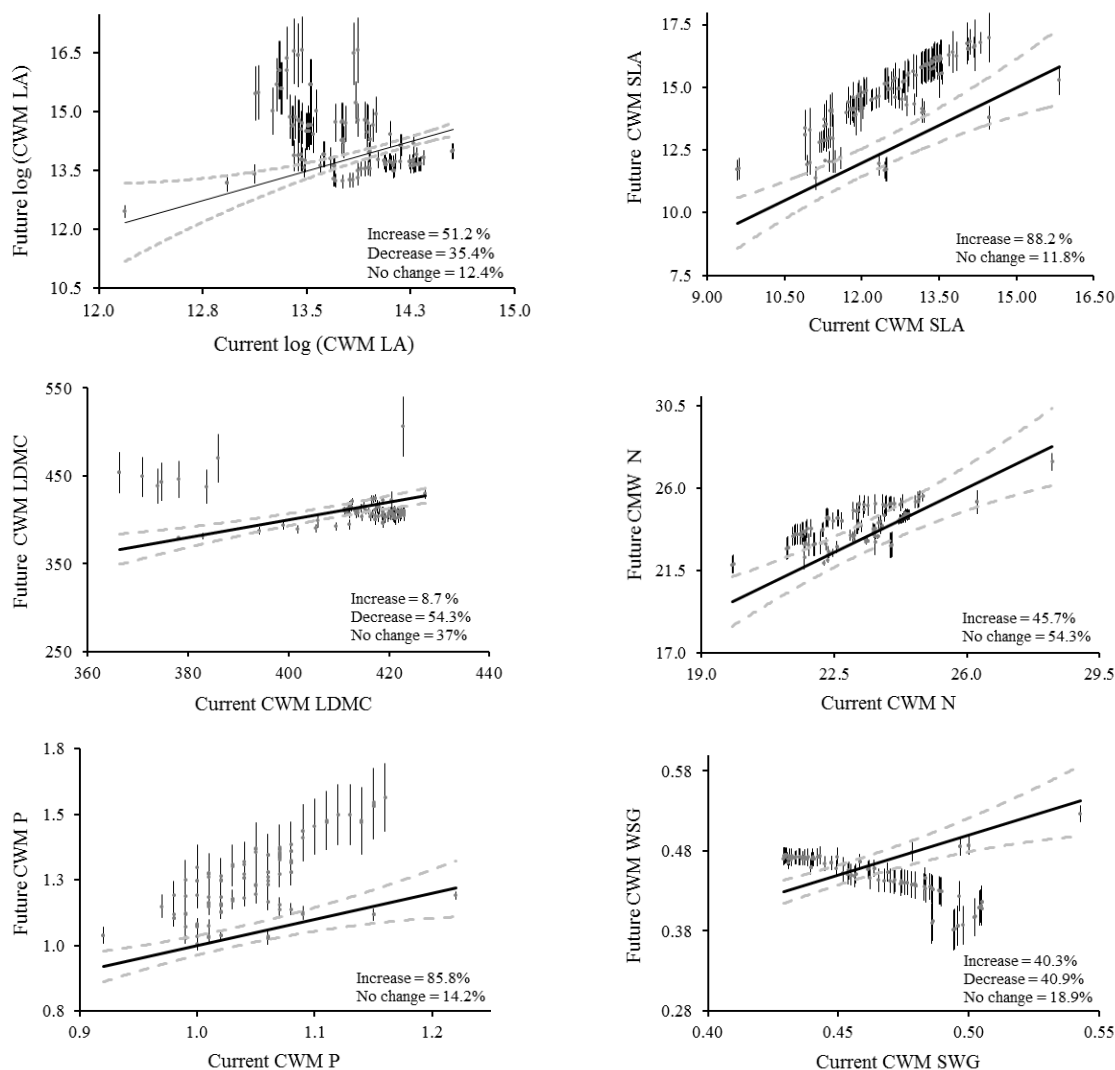 Future log (CWM LA)
16.5
15.0
13.5
12.0
10.5
12.0 12.8 13.5 14.3 15.0
Current log (CWM LA)
Increase = 51.2 %
Decrease = 35.4%
No change = 12.4%
Future CWM SLA
17.5
15.0
12.5
10.0
7.5
9.00 10.50 12.00 13.50 15.00 16.50
Current CWM SLA
Increase = 88.2 %
No change = 11.8%
Future CWM LDMC
550
450
350
250
360 380 400 420 440
Current CWM LDMC
Increase = 8.7 %
Decrease = 54.3%
No change = 37%
Future CMW N
30.5
26.0
21.5
17.0
19.0 22.5 26.0 29.5
Current CWM N
Increase = 45.7%
No change = 54.3%
Future CWM P
1.8
1.5
1.3
1.0
0.8
0.9 1.0 1.1 1.2
Current CWM P
Increase = 85.8%
No change = 14.2%
Future CWM WSG
0.58
0.48
0.38
0.28
0.40 0.45 0.50 0.55
Current CWM SWG
Increase = 40.3%
Decrease = 40.9%
No change = 18.9%